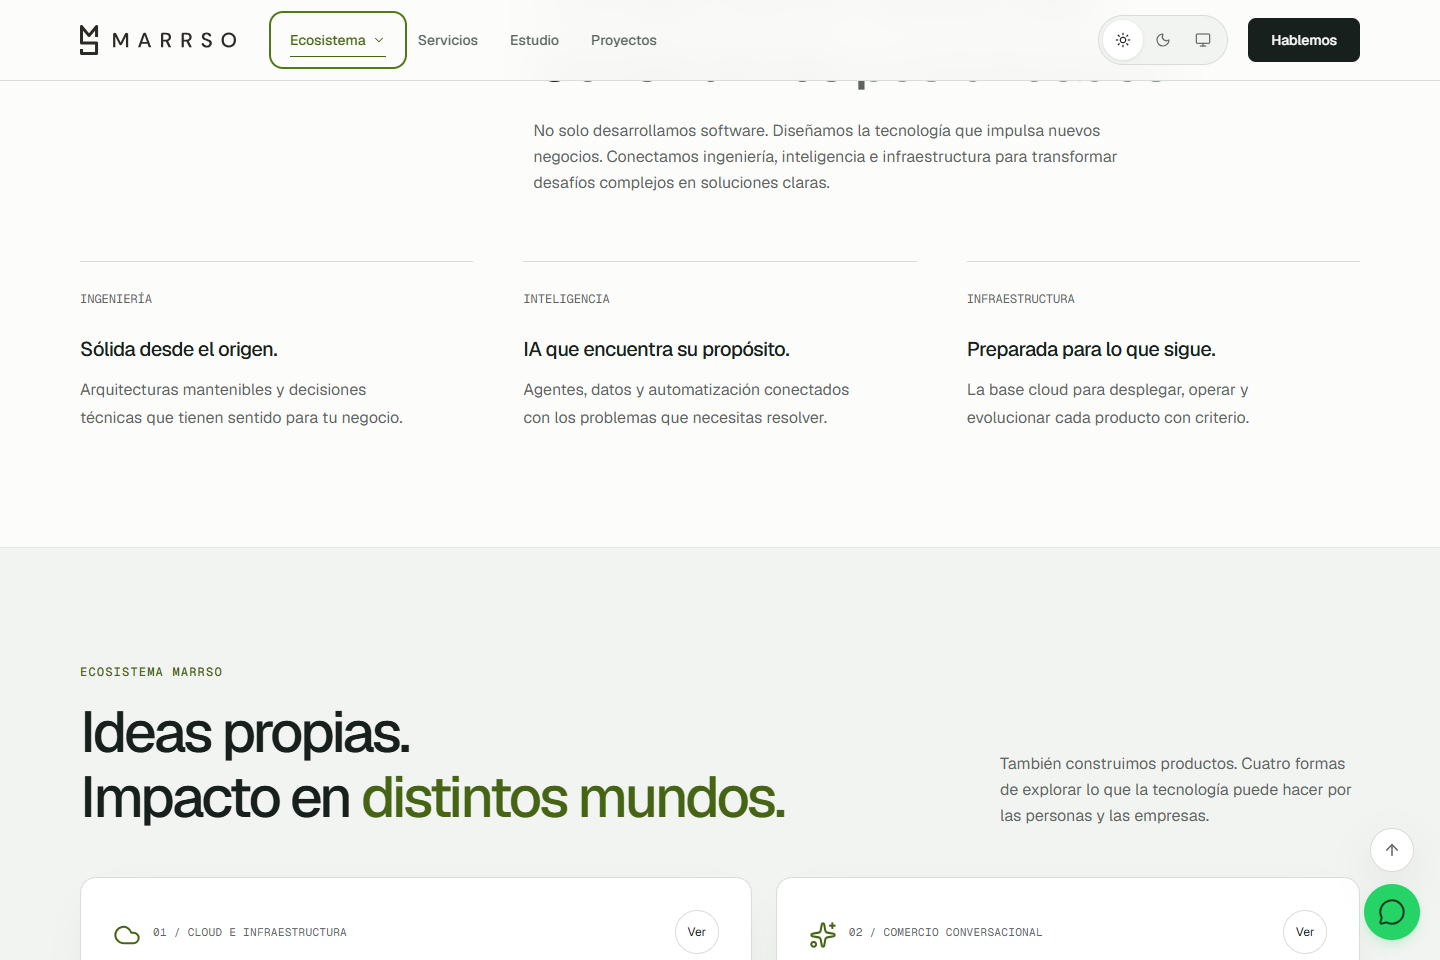 MARRSO
Ecosistema
Servicios
Estudio
Proyectos
Hablemos
No solo desarrollamos software. Diseñamos la tecnología que impulsa nuevos
negocios. Conectamos ingeniería, inteligencia e infraestructura para transformar
desafíos complejos en soluciones claras.
INGENIERÍA
Sólida desde el origen.
Arquitecturas mantenibles y decisiones
técnicas que tienen sentido para tu negocio.
INTELIGENCIA
IA que encuentra su propósito.
Agentes, datos y automatización conectados
con los problemas que necesitas resolver.
INFRAESTRUCTURA
Preparada para lo que sigue.
La base cloud para desplegar, operar y
evolucionar cada producto con criterio.
ECOSISTEMA MARRSO
Ideas propias.
Impacto en distintos mundos.
También construimos productos. Cuatro formas
de explorar lo que la tecnología puede hacer por
las personas y las empresas.
01 / CLOUD E INFRAESTRUCTURA
Ver
02 / COMERCIO CONVERSACIONAL
Ver